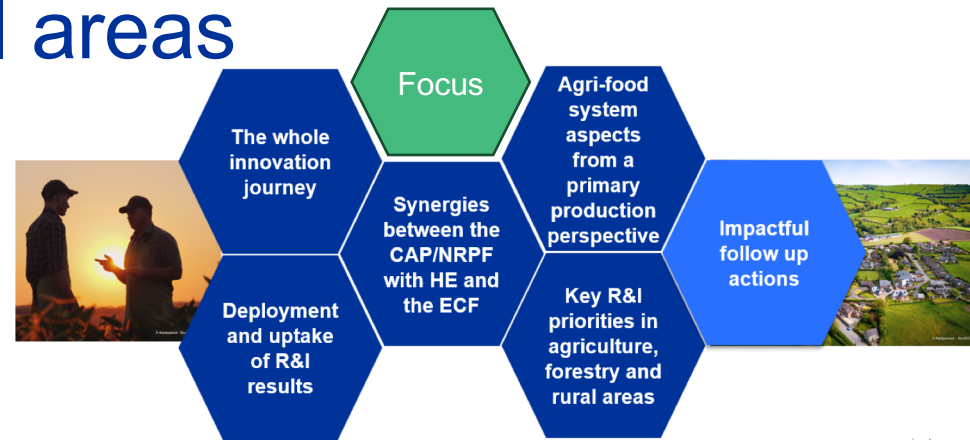 areas
Focus
The whole
innovation
journey
Agri-food
system
aspects
from a
primary
production
perspective
Synergies
between the
CAP/NRPF
with HE and
the ECF
Impactful
follow up
actions
Deployment
and uptake
of R&I
results
Key R&I
priorities in
agriculture,
forestry and
rural areas